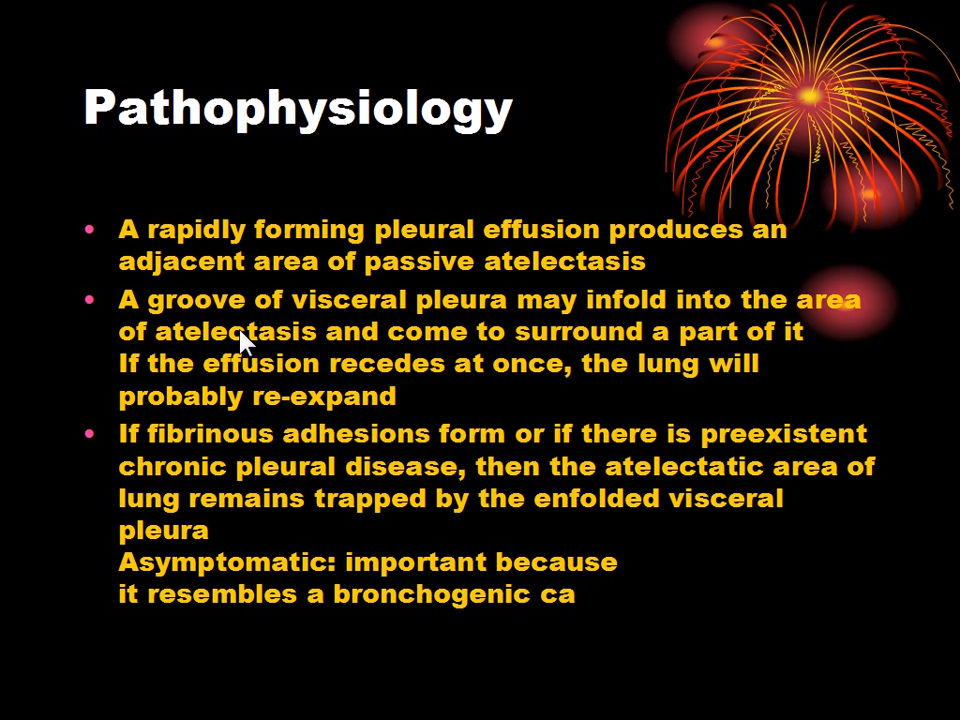 Pathophysiology
• A rapidly forming pleural effusion produces an
adjacent area of passive atelectasis
• A groove of visceral pleura may infold into the area
of atelectasis and come to surround a part of it
If the effusion recedes at once, the lung will
probably re-expand
• If fibrinous adhesions form or if there is preexistent
chronic pleural disease, then the atelectatic area of
lung remains trapped by the enfolded visceral
pleura
Asymptomatic: important because
it resembles a bronchogenic ca